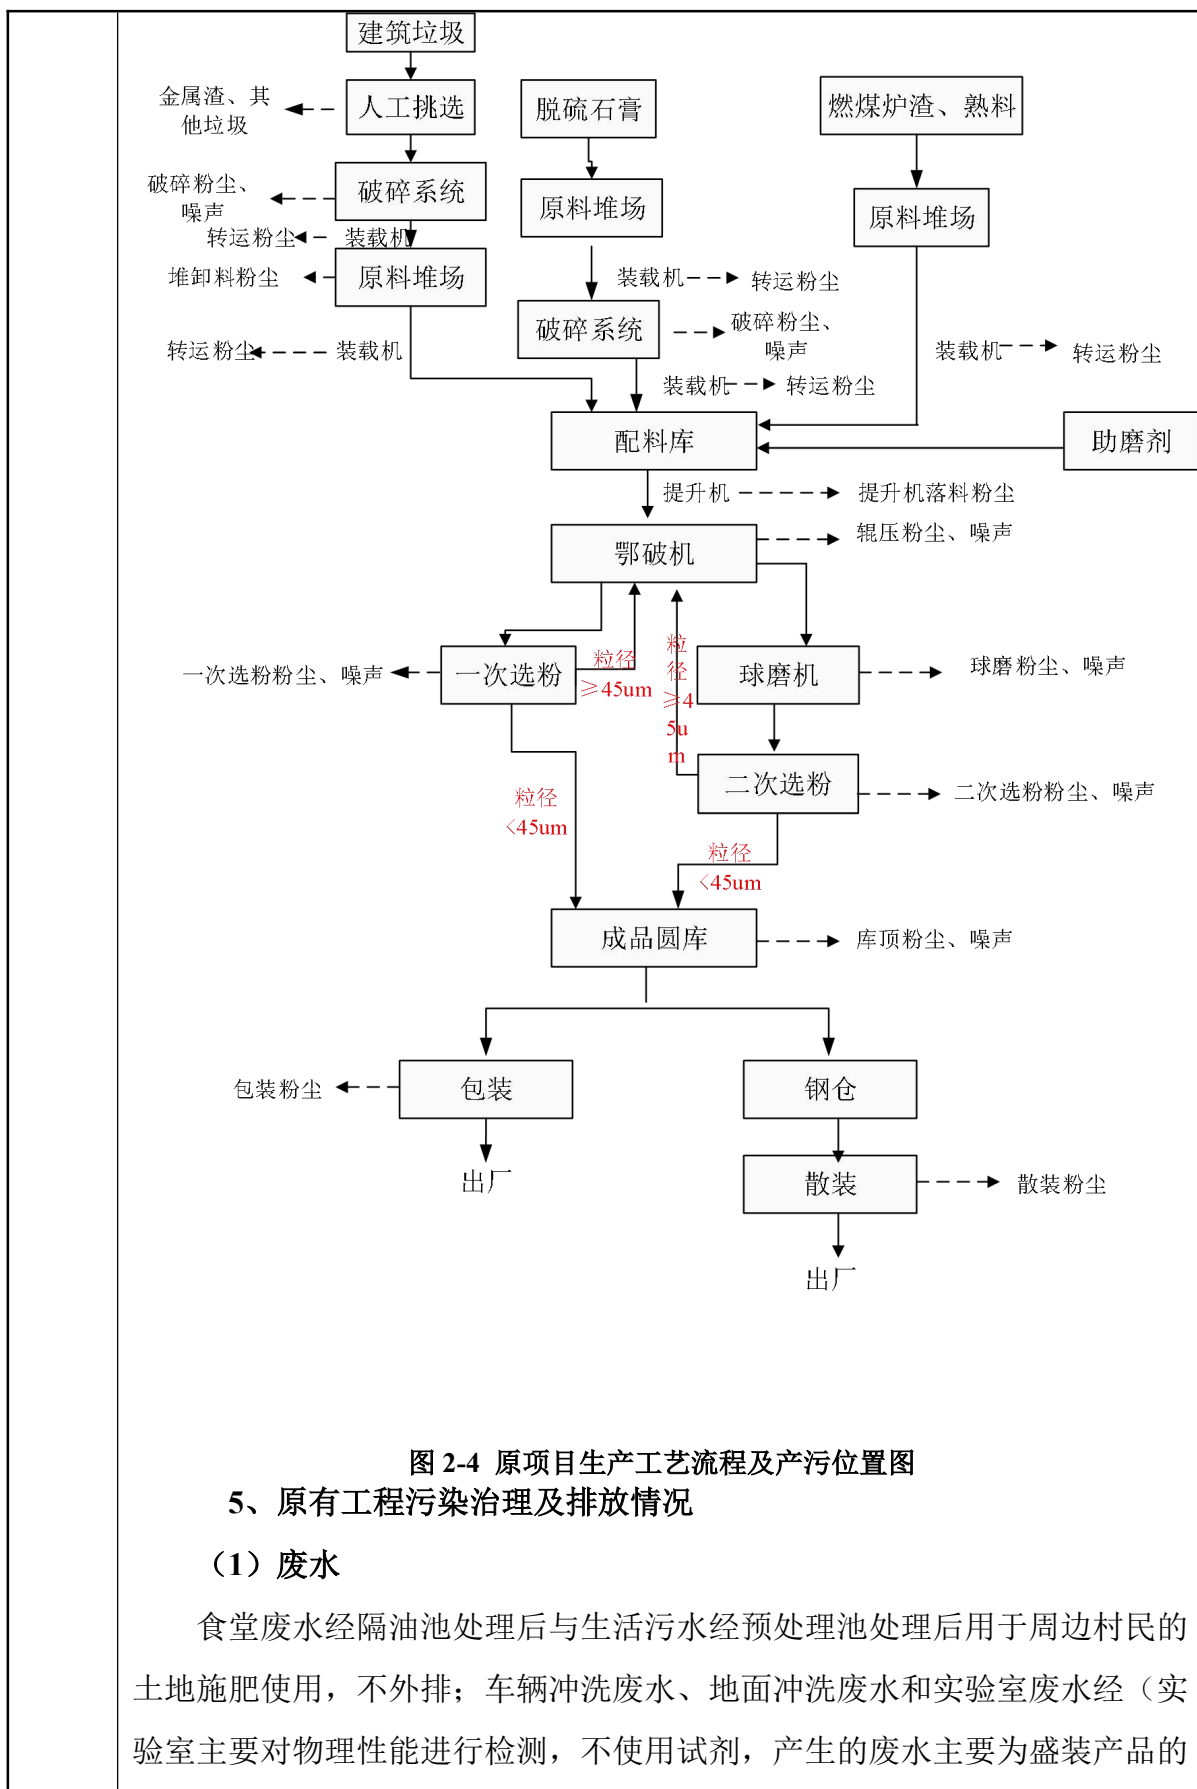 建筑垃圾
金属渣、其
他垃圾
人工挑选
脱硫石膏
燃煤炉渣、熟料
破碎粉尘、
噪声
破碎系统
原料堆场
原料堆场
转运粉尘
装载机
堆卸料粉尘
原料堆场
装载机
转运粉尘
破碎系统
破碎粉尘、
噪声
转运粉尘
装载机
装载机
转运粉尘
装载机
转运粉尘
配料库
助磨剂
提升机
提升机落料粉尘
鄂破机
辊压粉尘、噪声
一次选粉粉尘、噪声
一次选粉
粒径
≥45um
粒
径
≥4
5u
m
球磨机
球磨粉尘、噪声
二次选粉
二次选粉粉尘、噪声
粒径
<45um
粒径
<45um
成品圆库
库顶粉尘、噪声
包装粉尘
包装
钢仓
出厂
散装
散装粉尘
出厂
图 2-4 原项目生产工艺流程及产污位置图
5、原有工程污染治理及排放情况
（1）废水
食堂废水经隔油池处理后与生活污水经预处理池处理后用于周边村民的
土地施肥使用，不外排；车辆冲洗废水、地面冲洗废水和实验室废水经（实
验室主要对物理性能进行检测，不使用试剂，产生的废水主要为盛装产品的